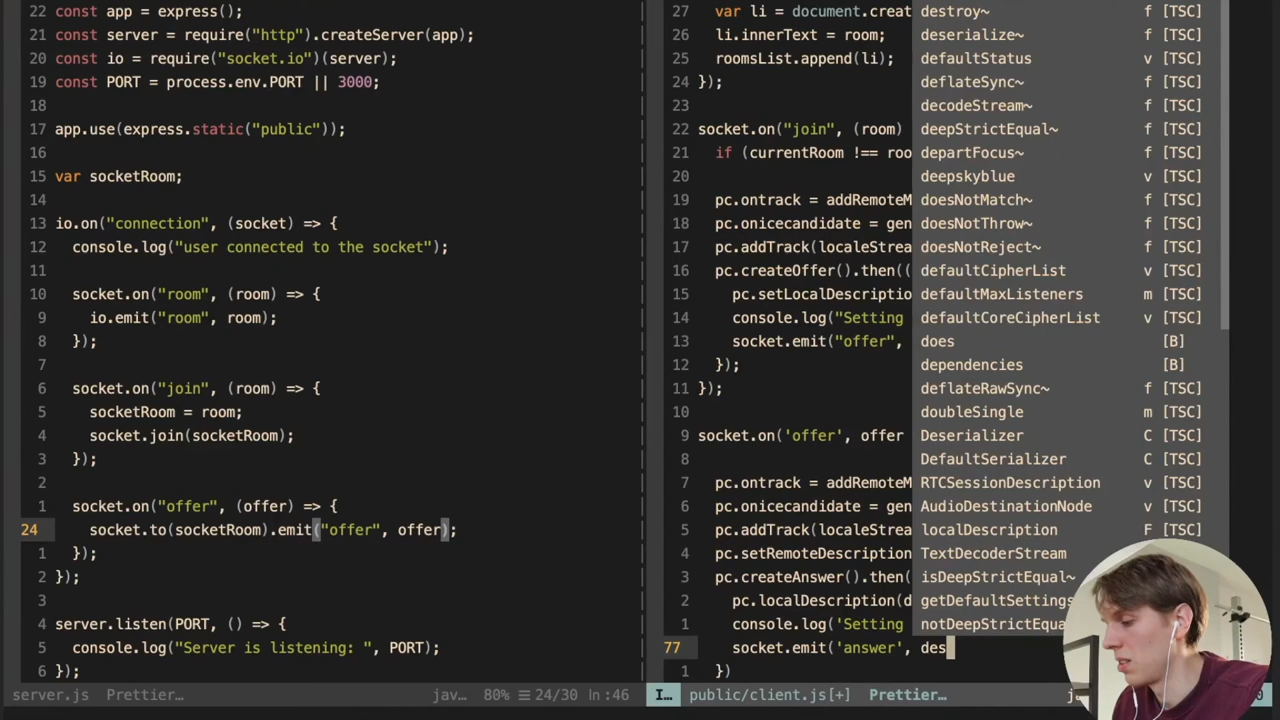 22 const app = express();
21 const server = require("http").createServer(app);
20 const io = require("socket.io")(server);
19 const PORT = process.env.PORT || 3000;
18
17 app.use(express.static("public"));
16
15 var socketRoom;
14
13 io.on("connection", (socket) => {
12 console.log("user connected to the socket");
11
10 socket.on("room", (room) => {
9 io.emit("room", room);
8 });
7
6 socket.on("join", (room) => {
5 socketRoom = room;
4 socket.join(socketRoom);
3 });
2
1 socket.on("offer", (offer) => {
24 socket.to(socketRoom).emit("offer", offer);
1 });
2 });
3
4 server.listen(PORT, () => {
5 console.log("Server is listening: ", PORT);
6 });
server.js Prettier… jav… 80% ☰ 24/30 ln:46
27 var li = document.creat
26 li.innerText = room;
25 roomsList.append(li);
24 });
23
22 socket.on("join", (room)
21 if (currentRoom !== roo
20
19 pc.ontrack = addRemoteM
18 pc.onicecandidate = gen
17 pc.addTrack(localeStrea
16 pc.createOffer().then((
15 pc.setLocalDescriptio
14 console.log("Setting
13 socket.emit("offer",
12 });
11 });
10
9 socket.on('offer', offer
8
7 pc.ontrack = addRemoteM
6 pc.onicecandidate = gen
5 pc.addTrack(localeStrea
4 pc.setRemoteDescription
3 pc.createAnswer().then(
2 pc.localDescription(d
1 console.log('Setting
77 socket.emit('answer', des
1 })
destroy~ f [TSC]
deserialize~ f [TSC]
defaultStatus v [TSC]
deflateSync~ f [TSC]
decodeStream~ f [TSC]
deepStrictEqual~ f [TSC]
departFocus~ f [TSC]
deepskyblue v [TSC]
doesNotMatch~ f [TSC]
doesNotThrow~ f [TSC]
doesNotReject~ f [TSC]
defaultCipherList v [TSC]
defaultMaxListeners m [TSC]
defaultCoreCipherList v [TSC]
does [B]
dependencies [B]
deflateRawSync~ f [TSC]
doubleSingle m [TSC]
Deserializer C [TSC]
DefaultSerializer C [TSC]
RTCSessionDescription v [TSC]
AudioDestinationNode v [TSC]
localDescription F [TSC]
TextDecoderStream
isDeepStrictEqual~
getDefaultSettings
notDeepStrictEqua
I… public/client.js[+] Prettier…